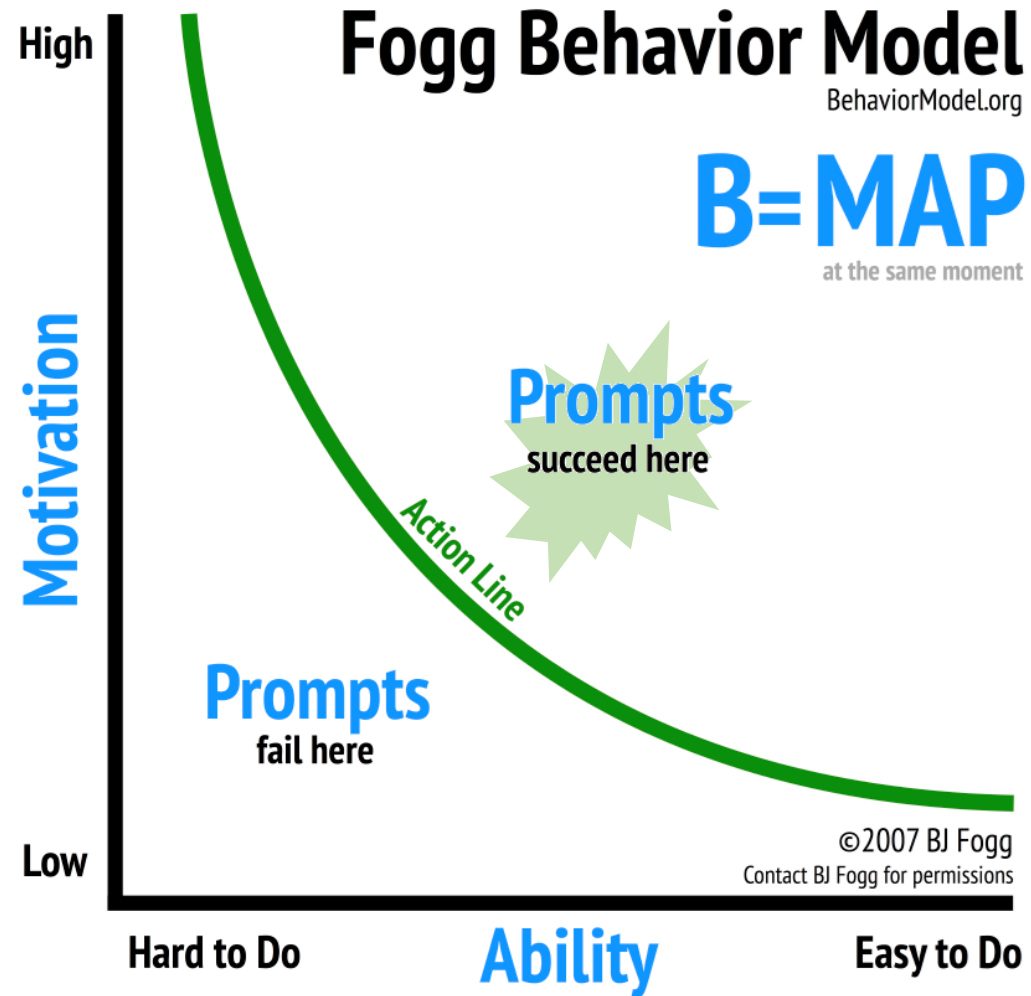 High
Fogg Behavior Model
BehaviorModel.org
B=MAP
at the same moment
Motivation
Prompts
succeed here
Action Line
Prompts
fail here
Low
©2007 BJ Fogg
Contact BJ Fogg for permissions
Hard to Do
Ability
Easy to Do